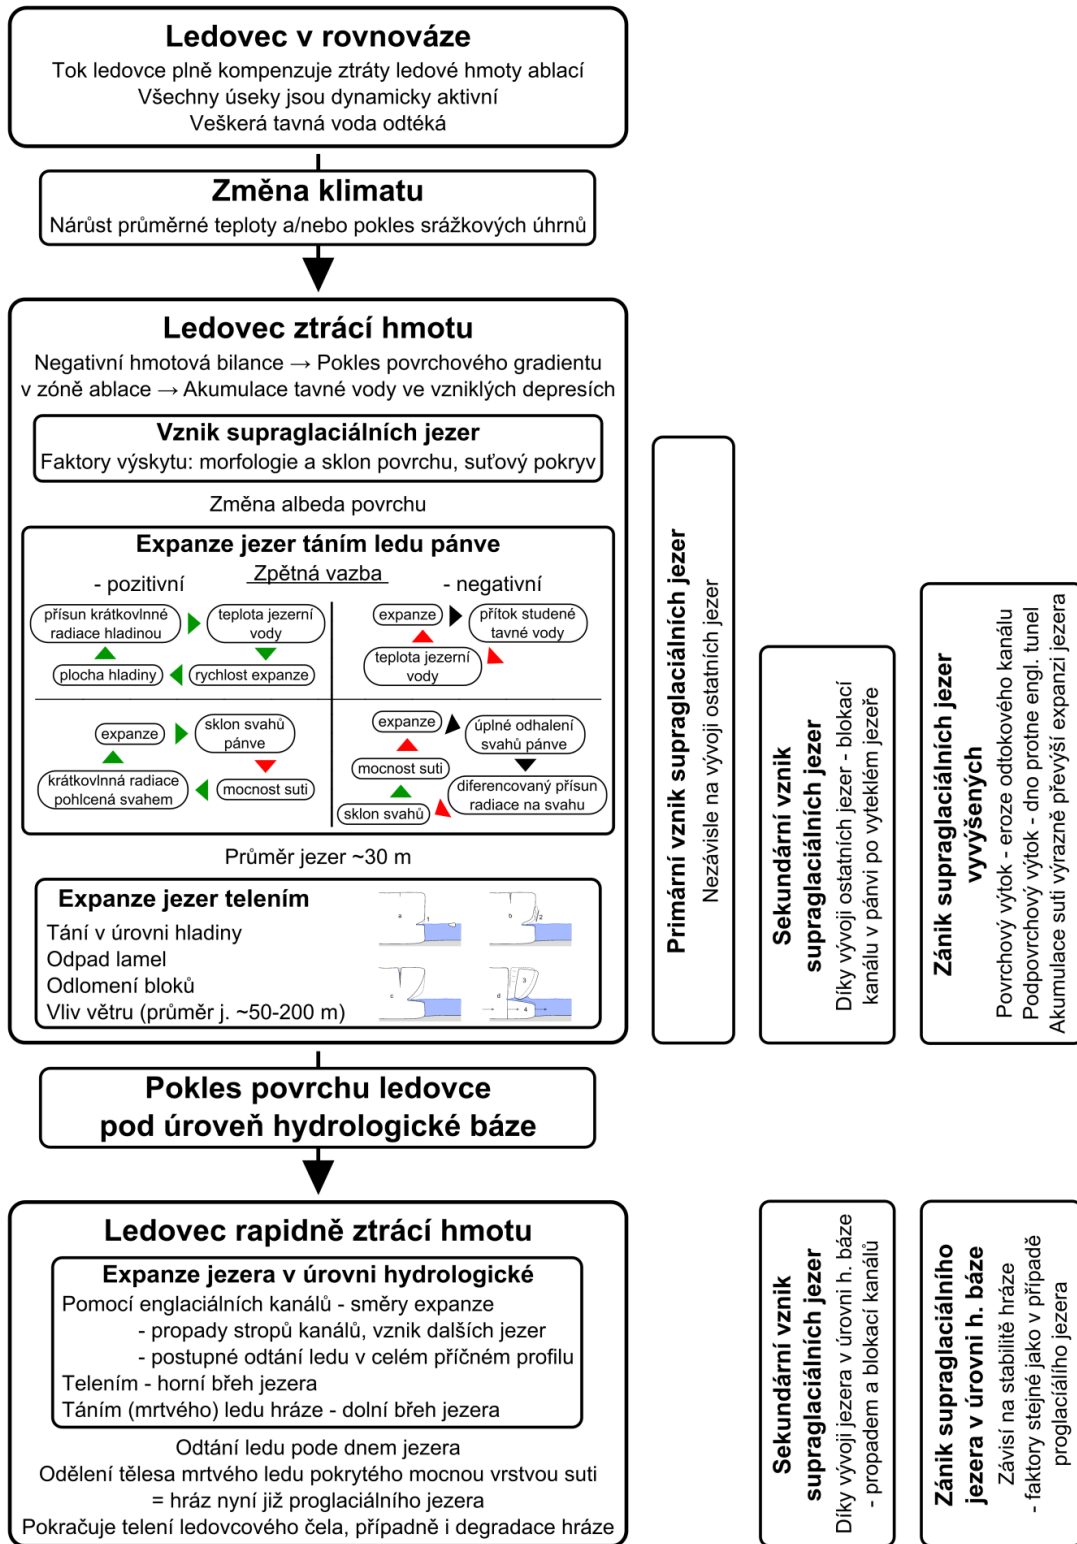 Ledovec v rovnováze
Tok ledovce plně kompenzuje ztráty ledové hmoty ablací
Všechny úseky jsou dynamicky aktivní
Veškerá tavná voda odtéká
Změna klimatu
Nárůst průměrné teploty a/nebo pokles srážkových úhrnů
Ledovec ztrácí hmotu
Negativní hmotová bilance → Pokles povrchového gradientu
v zóně ablace → Akumulace tavné vody ve vzniklých depresích
Vznik supraglaciálních jezer
Faktory výskytu: morfologie a sklon povrchu, suťový pokryv
Změna albeda povrchu
Expanze jezer táním ledu pánve
Zpětná vazba
- pozitivní
- negativní
přísun krátkovlnné
radiace hladinou
teplota jezerní
vody
plocha hladiny
rychlost expanze
expanze
přítok studené
tavné vody
teplota jezerní
vody
expanze
sklon svahů
pánve
krátkovlnná radiace
pohlcená svahem
mocnost suti
expanze
úplné odhalení
svahů pánve
mocnost suti
diferencovaný přísun
radiace na svahu
sklon svahů
Průměr jezer ~30 m
Expanze jezer telením
Tání v úrovni hladiny
Odpad lamel
Odlomení bloků
Vliv větru (průměr j. ~50-200 m)
a
1
b
2
c
d
3
4
Pokles povrchu ledovce
pod úroveň hydrologické báze
Ledovec rapidně ztrácí hmotu
Expanze jezera v úrovni hydrologické
Pomocí englaciálních kanálů - směry expanze
- propady stropů kanálů, vznik dalších jezer
- postupné odtání ledu v celém příčném profilu
Telením - horní břeh jezera
Táním (mrtvého) ledu hráze - dolní břeh jezera
Odtání ledu pode dnem jezera
Odělení tělesa mrtvého ledu pokrytého mocnou vrstvou suti
= hráz nyní již proglaciálního jezera
Pokračuje telení ledovcového čela, případně i degradace hráze
Primární vznik supraglaciálních jezer
Nezávisle na vývoji ostatních jezer
Sekundární vznik
supraglaciálních jezer
Díky vývoji ostatních jezer - blokací
kanálu v pánvi po vyteklém jezeře
Zánik supraglaciálních jezer
vyvýšených
Povrchový výtok - eroze odtokového kanálu
Podpovrchový výtok - dno protne engl. tunel
Akumulace suti výrazně převýší expanzi jezera
Sekundární vznik
supraglaciálních jezer
Díky vývoji jezera v úrovni h. báze
- propadem a blokací kanálů
Zánik supraglaciálního
jezera v úrovni h. báze
Závisí na stabilitě hráze
- faktory stejné jako v případě
proglaciálího jezera